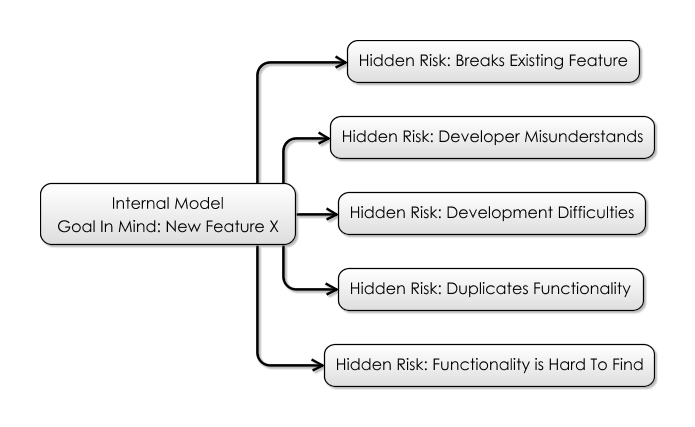 Hidden Risk: Breaks Existing Feature
Hidden Risk: Developer Misunderstands
Internal Model
Goal In Mind: New Feature X
Hidden Risk: Development Difficulties
Hidden Risk: Duplicates Functionality
Hidden Risk: Functionality is Hard To Find